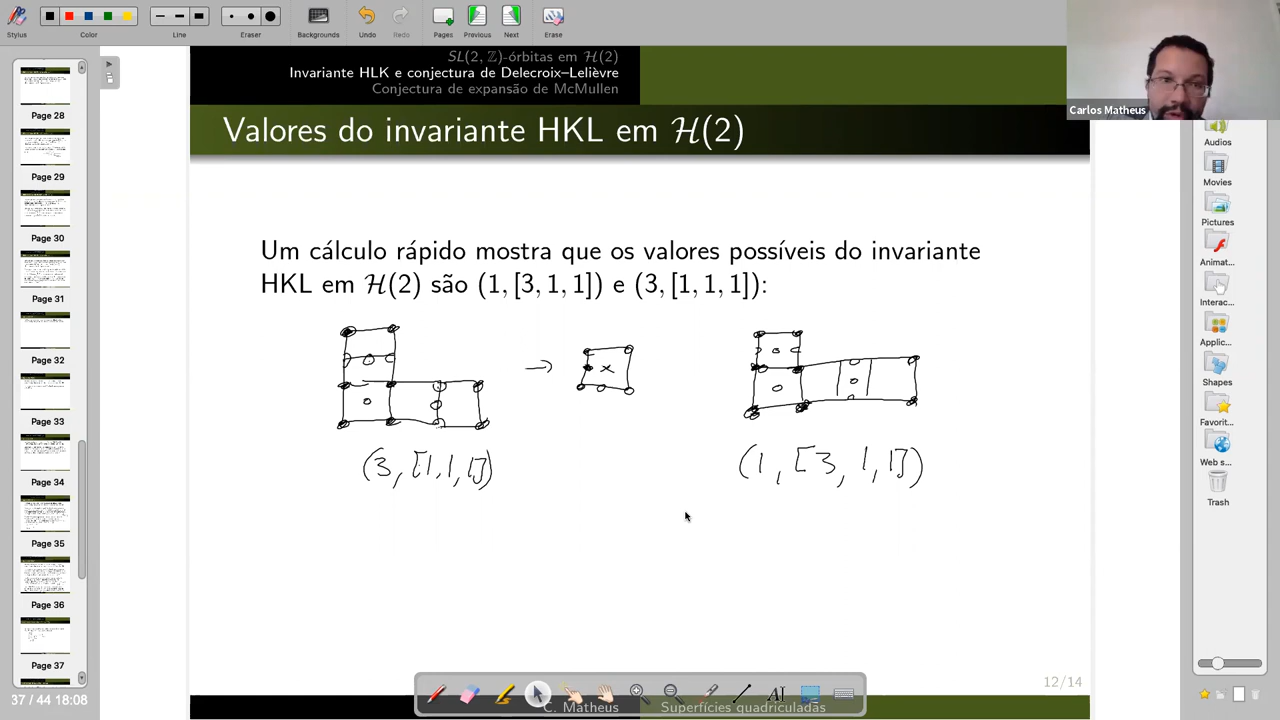 Stylus
Color
Line
Eraser
Backgrounds
Undo
Redo
Pages
Previous
Next
Erase
Page 28
Page 29
Page 30
Page 31
Page 32
Page 33
Page 34
Page 35
Page 36
Page 37
37 / 44 18:08
SL(2, ℤ)-órbitas em ℋ(2)
Invariante HLK e conjectura de Delecroix–Lelièvre
Conjectura de expansão de McMullen
Valores do invariante HKL em ℋ(2)
Um cálculo rápido mostra que os valores possíveis do invariante
HKL em ℋ(2) são (1, [3, 1, 1]) e (3, [1, 1, 1]):
(3, [1,1,1])
(1, [3, 1,1])
12/14
C. Matheus
Superfícies quadriculadas
AI
Carlos Matheus
Audios
Movies
Pictures
Animat...
Interac...
Applic...
Shapes
Favorit...
Web s...
Trash